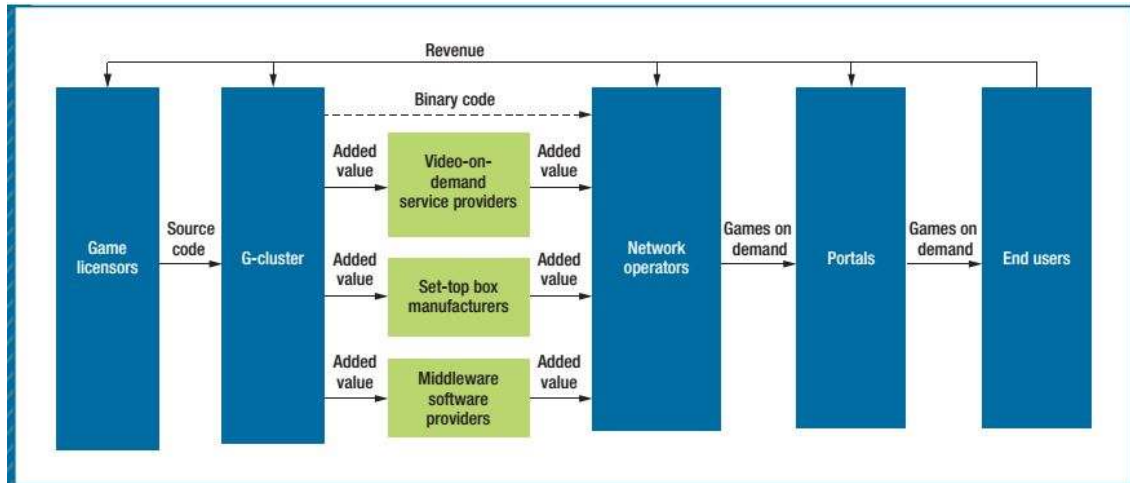 Revenue
Binary code
Added
value
Video-on-
demand
service providers
Added
value
Game
licensors
Source
code
G-cluster
Added
value
Set-top box
manufacturers
Added
value
Network
operators
Games on
demand
Portals
Games on
demand
End users
Added
value
Middleware
software
providers
Added
value